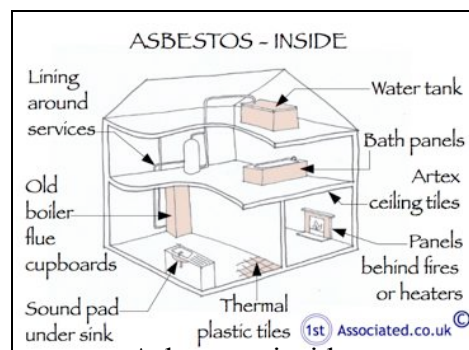 ASBESTOS - INSIDE
Lining
around
services
Water tank
Bath panels
Old
boiler
flue
cupboards
Artex
ceiling tiles
Panels
behind fires
or heaters
Sound pad
under sink
Thermal
plastic tiles
1st Associated.co.uk ©